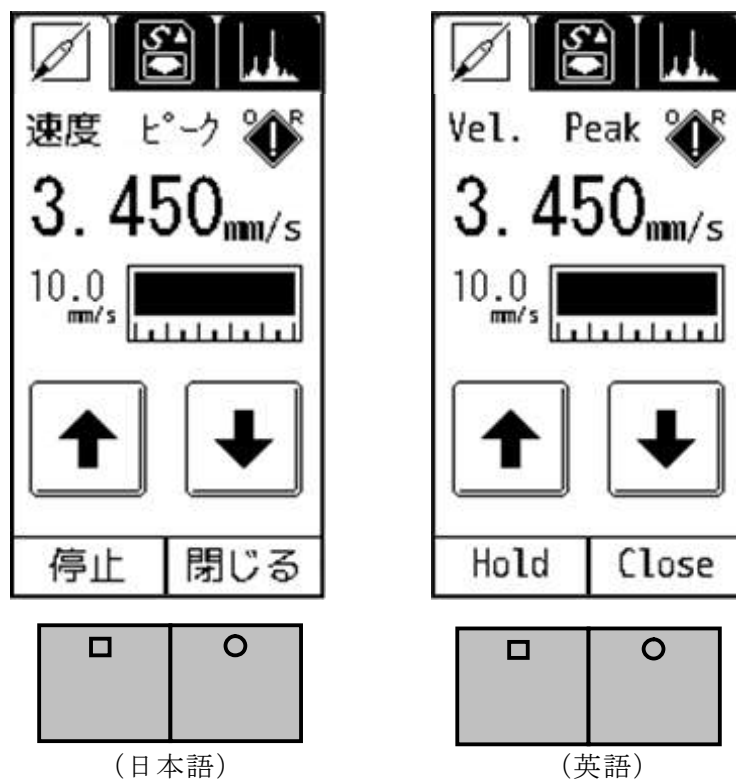 速度 ピーク O R
3.450mm/s
10.0
mm/s
停止 閉じる
(日本語)
Vel. Peak O R
3.450mm/s
10.0
mm/s
Hold Close
(英語)